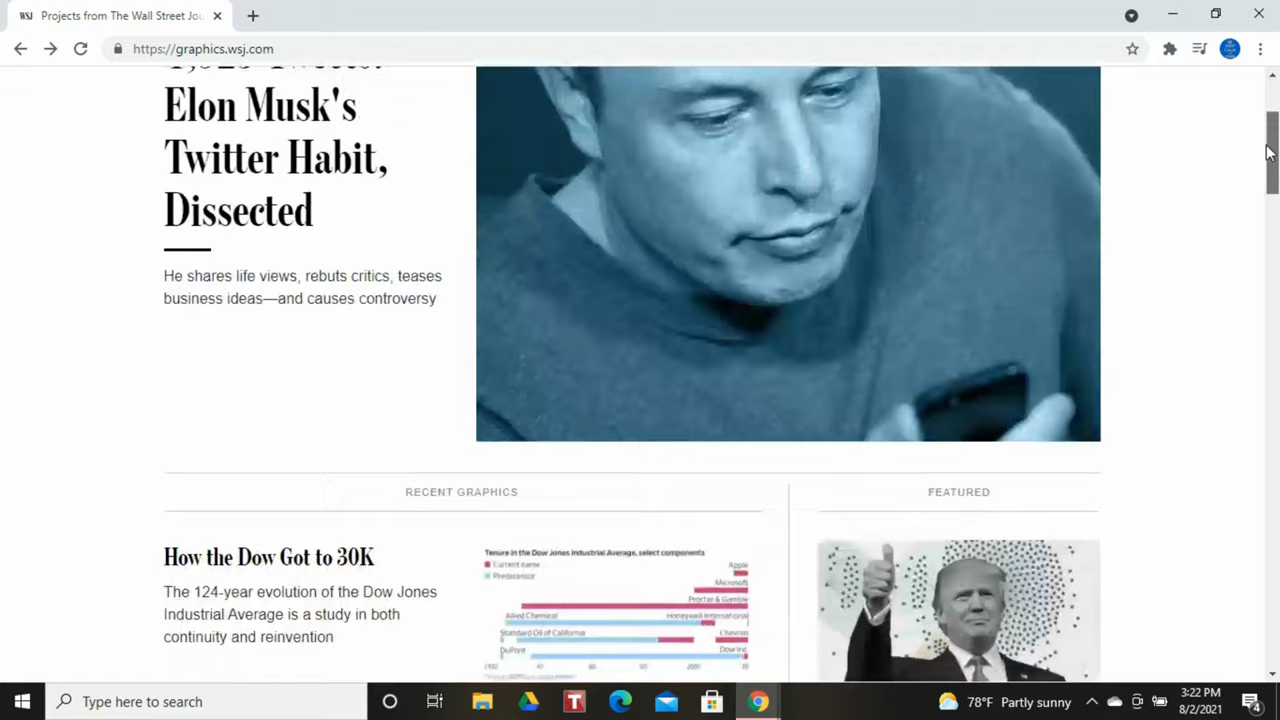 WSJ Projects from The Wall Street Jou
https://graphics.wsj.com
Elon Musk's
Twitter Habit,
Dissected
He shares life views, rebuts critics, teases
business ideas—and causes controversy
RECENT GRAPHICS
FEATURED
How the Dow Got to 30K
The 124-year evolution of the Dow Jones
Industrial Average is a study in both
continuity and reinvention
Tenure in the Dow Jones Industrial Average, select components
Current name
Predecessor
Apple
Microsoft
Procter & Gamble
Allied Chemical Honeywell International
Standard Oil of California Chevron
DuPont Dow Inc
Type here to search
T
78°F Partly sunny
3:22 PM
8/2/2021
4